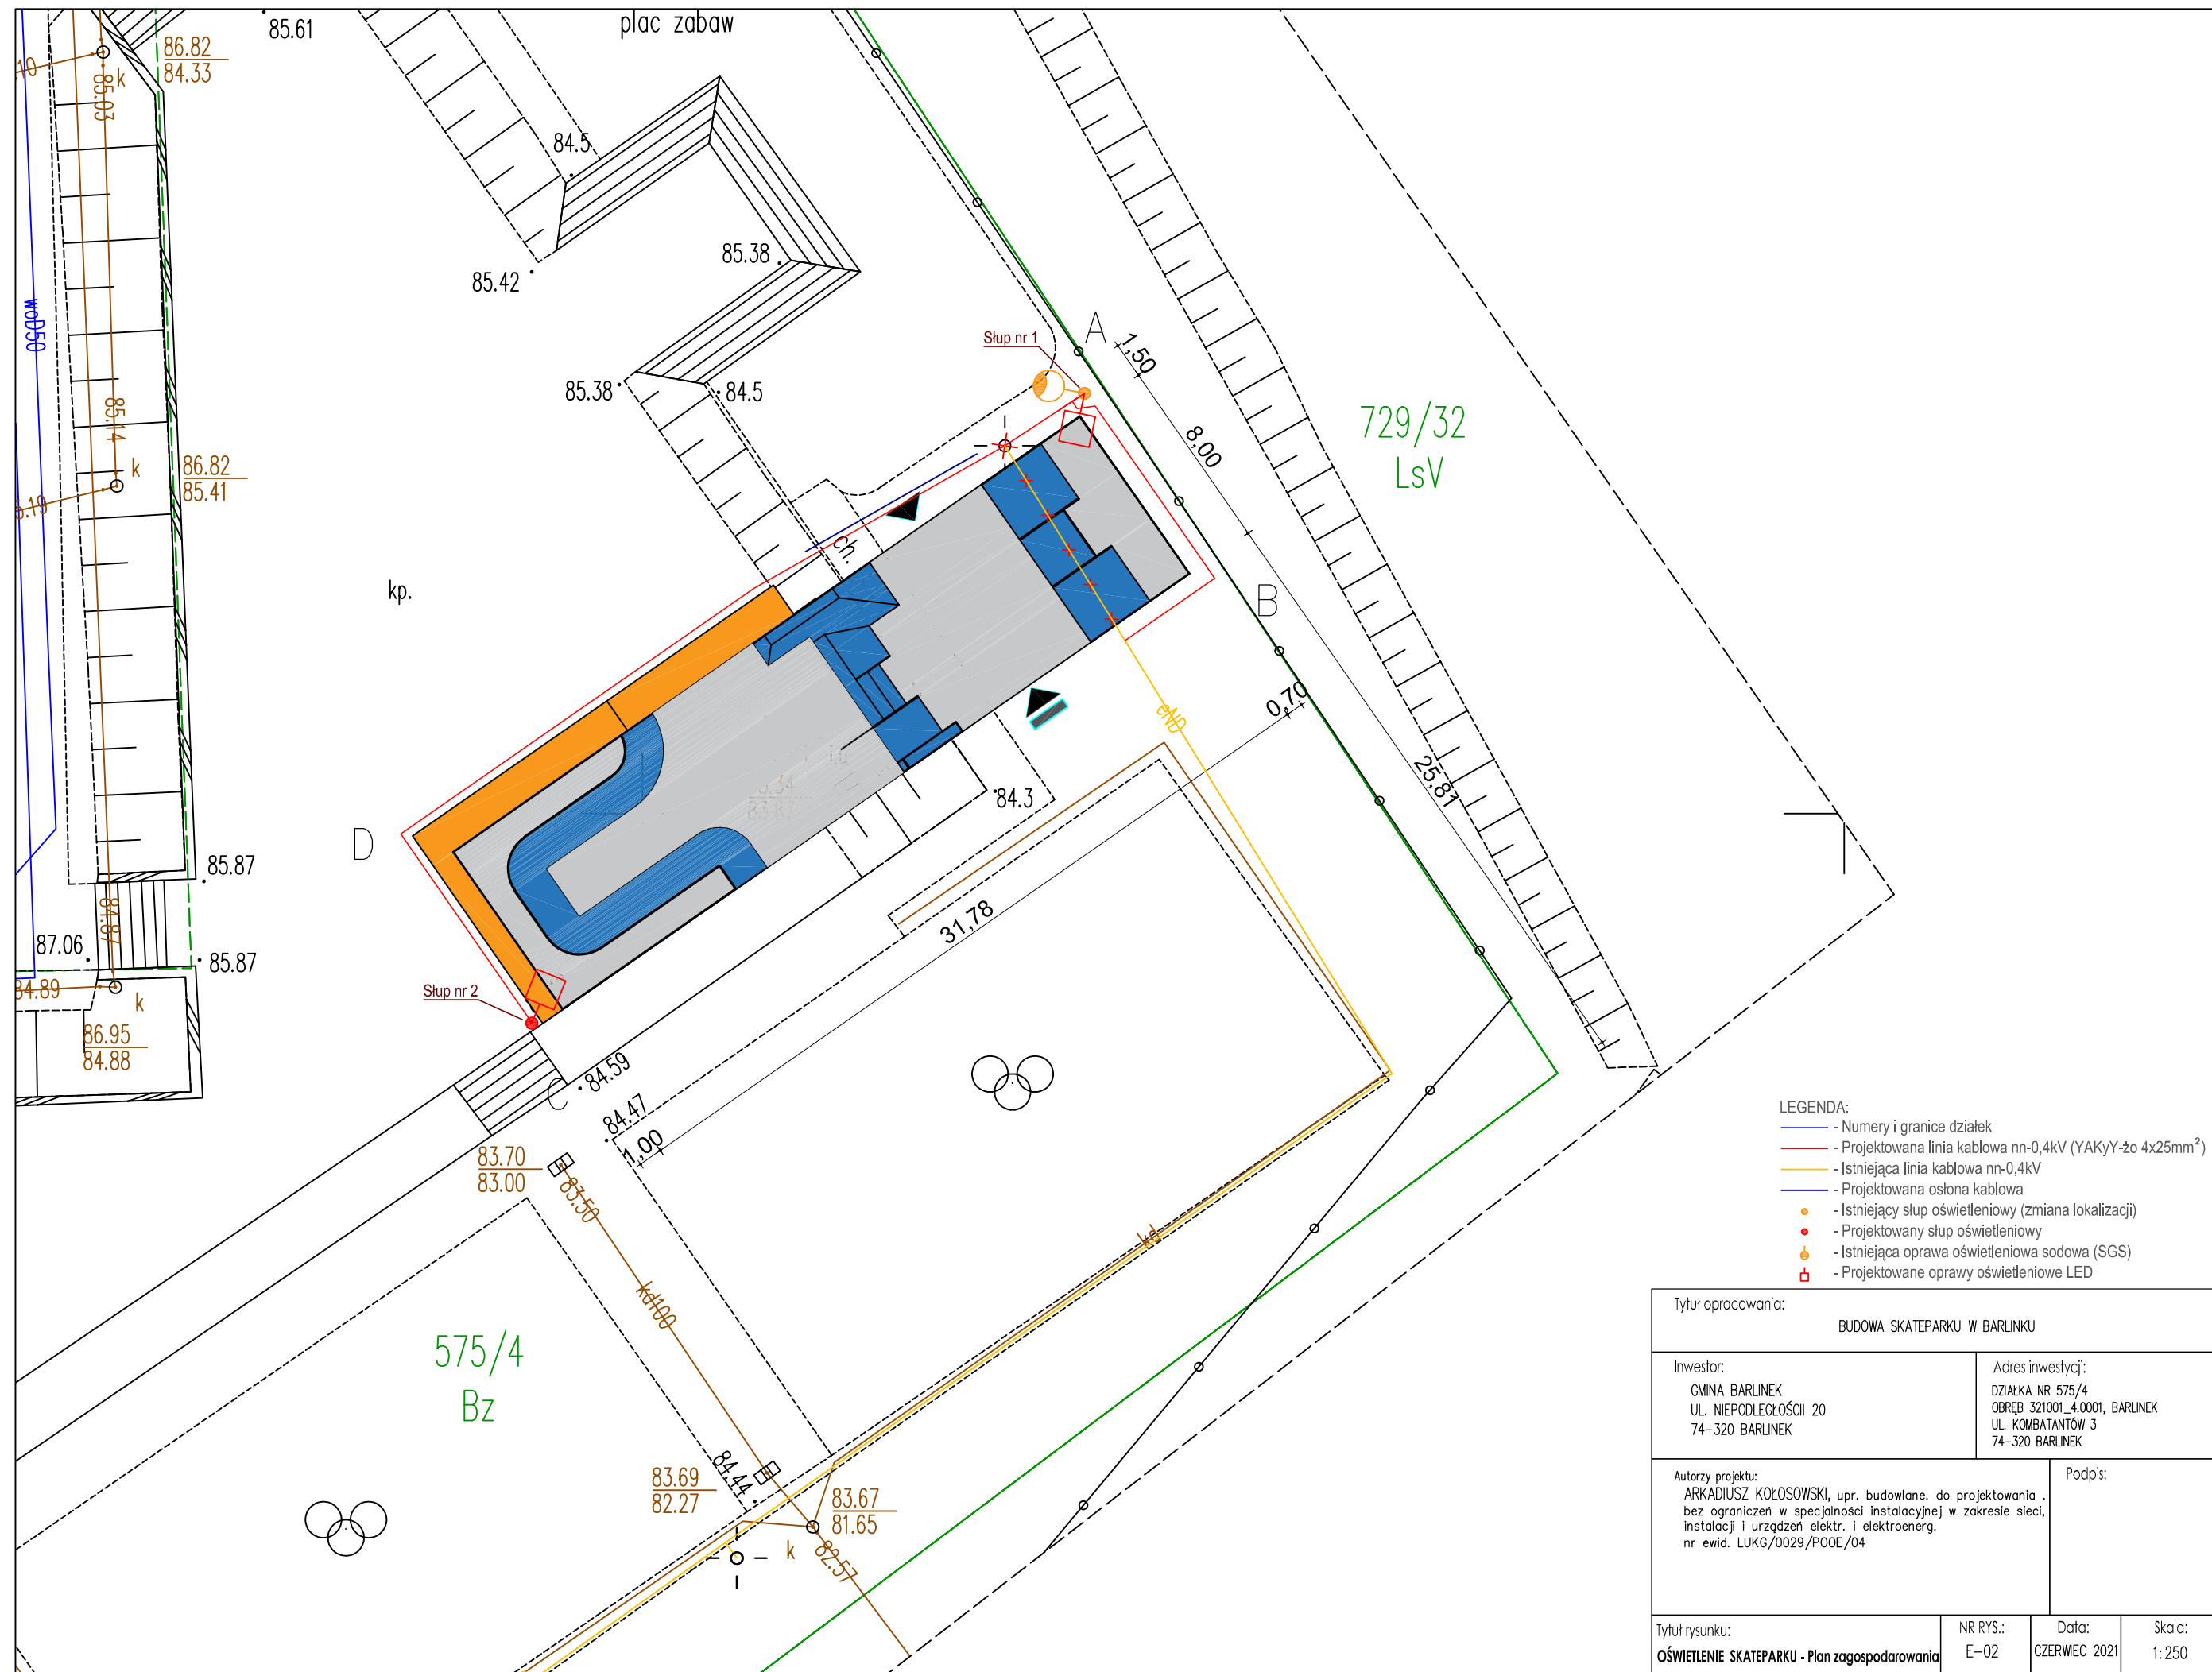 plac zabaw
85.61
86.82
84.33
85.03
k
84.5
85.42
85.38
woD50
85.38
84.5
Słup nr 1
A
1,50
8,00
729/32
LsV
85.14
k
86.82
85.41
ch.
kp.
B
eND
0,70
25,81
D
84.3
31,78
85.87
84.87
87.06
85.87
84.89
k
86.95
84.88
Słup nr 2
C
84.59
84.47
1,00
83.70
83.00
83.50
kd
kd100
575/4
Bz
84.44
83.69
82.27
83.67
81.65
k
82.57
LEGENDA:
- Numery i granice działek
- Projektowana linia kablowa nn-0,4kV (YAKyY-żo 4x25mm²)
- Istniejąca linia kablowa nn-0,4kV
- Projektowana osłona kablowa
- Istniejący słup oświetleniowy (zmiana lokalizacji)
- Projektowany słup oświetleniowy
- Istniejąca oprawa oświetleniowa sodowa (SGS)
- Projektowane oprawy oświetleniowe LED
Tytuł opracowania:
BUDOWA SKATEPARKU W BARLINKU
Inwestor:
GMINA BARLINEK
UL. NIEPODLEGŁOŚCII 20
74-320 BARLINEK
Adres inwestycji:
DZIAŁKA NR 575/4
OBRĘB 321001_4.0001, BARLINEK
UL. KOMBATANTÓW 3
74-320 BARLINEK
Autorzy projektu:
ARKADIUSZ KOŁOSOWSKI, upr. budowlane. do projektowania .
bez ograniczeń w specjalności instalacyjnej w zakresie sieci,
instalacji i urządzeń elektr. i elektroenerg.
nr ewid. LUKG/0029/POOE/04
Podpis:
Tytuł rysunku:
OŚWIETLENIE SKATEPARKU - Plan zagospodarowania
NR RYS.:
E-02
Data:
CZERWIEC 2021
Skala:
1:250